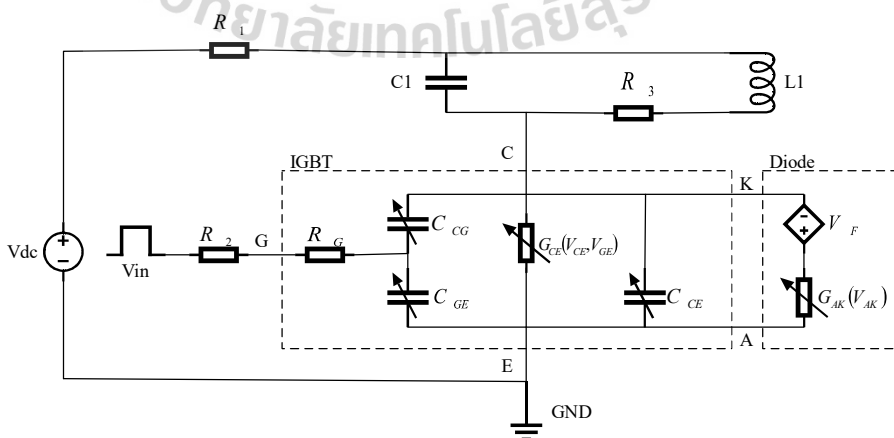 ทยาลัยเทคโนโลยีสุร
R 1
C1
R 3
L1
C
IGBT
Diode
K
C CG
V F
Vdc
Vin
R 2
G
R G
G CE (V CE, V GE)
C GE
C CE
G AK (V AK)
A
E
GND